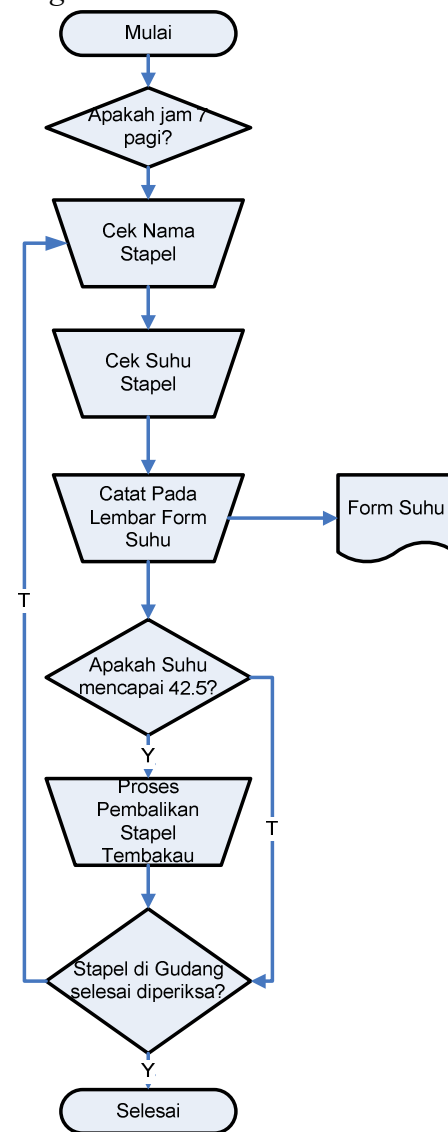 Mulai
Apakah jam 7
pagi?
Cek Nama
Stapel
Cek Suhu
Stapel
Catat Pada
Lembar Form
Suhu
Form Suhu
T
Apakah Suhu
mencapai 42.5?
Y
Proses
Pembalikan
Stapel
Tembakau
T
Stapel di Gudang
selesai diperiksa?
Y
Selesai